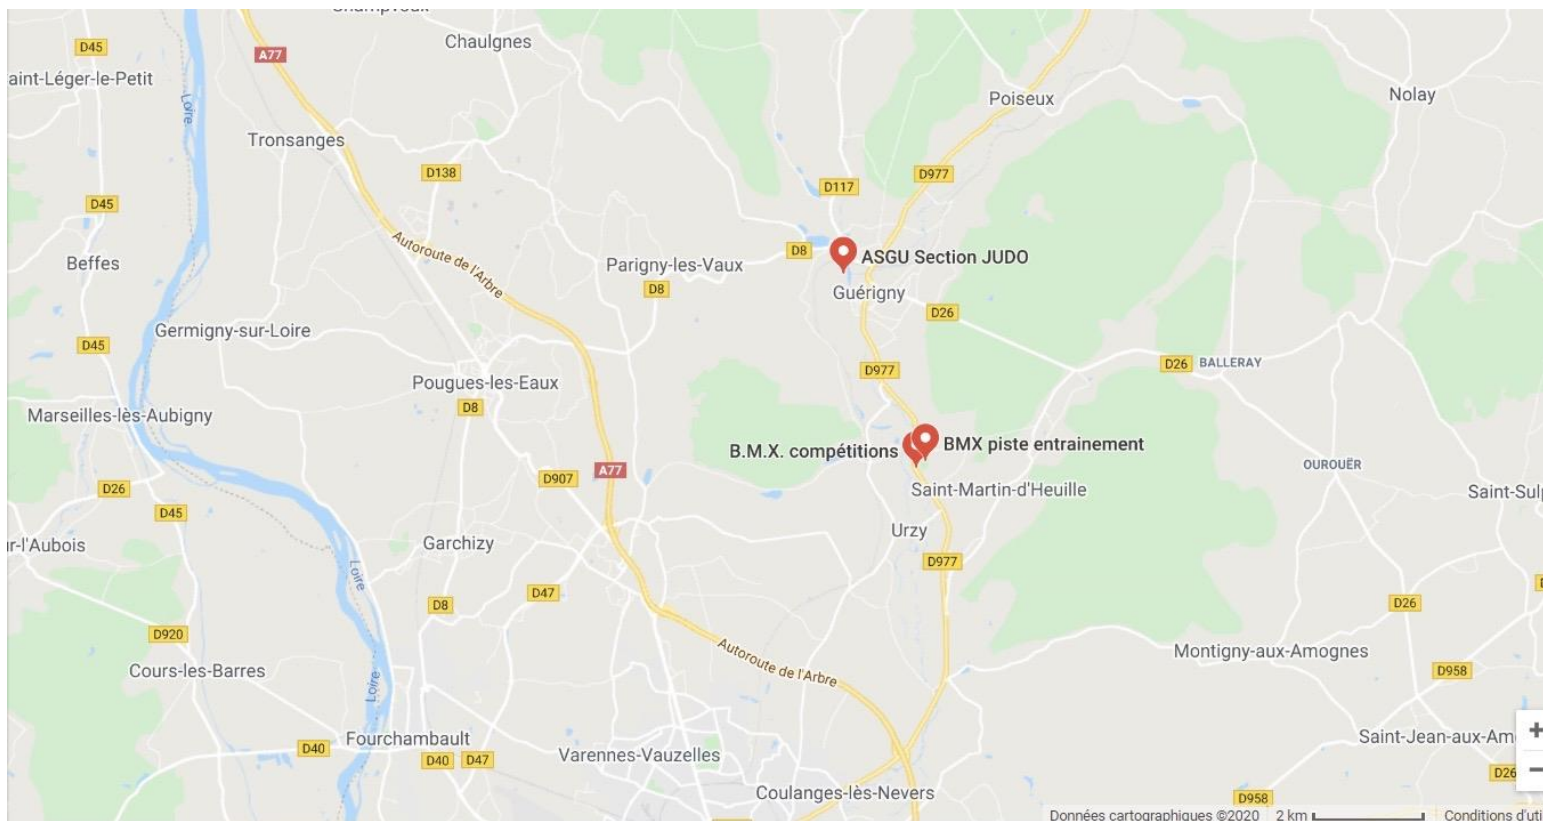 Champvoux
Chaulgnes
D45
A77
aint-Léger-le-Petit
Loire
Poiseux
Nolay
Tronsanges
D138
D977
D117
D45
Autoroute de l'Arbre
D8
ASGU Section JUDO
Beffes
Parigny-les-Vaux
D8
Guérigny
D26
Germigny-sur-Loire
D45
D977
D26
BALLERAY
Pougues-les-Eaux
D8
Marseilles-lès-Aubigny
B.M.X. compétitions
BMX piste entrainement
A77
D907
OUROUËR
D26
D45
Saint-Martin-d'Heuille
Saint-Sulp
Urzy
r-l'Aubois
Garchizy
Loire
D977
D47
D8
D26
D920
Cours-les-Barres
Autoroute de l'Arbre
Montigny-aux-Amognes
D958
Loire
Fourchambault
D40
D40
D47
Varennes-Vauzelles
Saint-Jean-aux-Am
+
D26
−
Coulanges-lès-Nevers
D958
Données cartographiques ©2020
2 km
Conditions d'uti